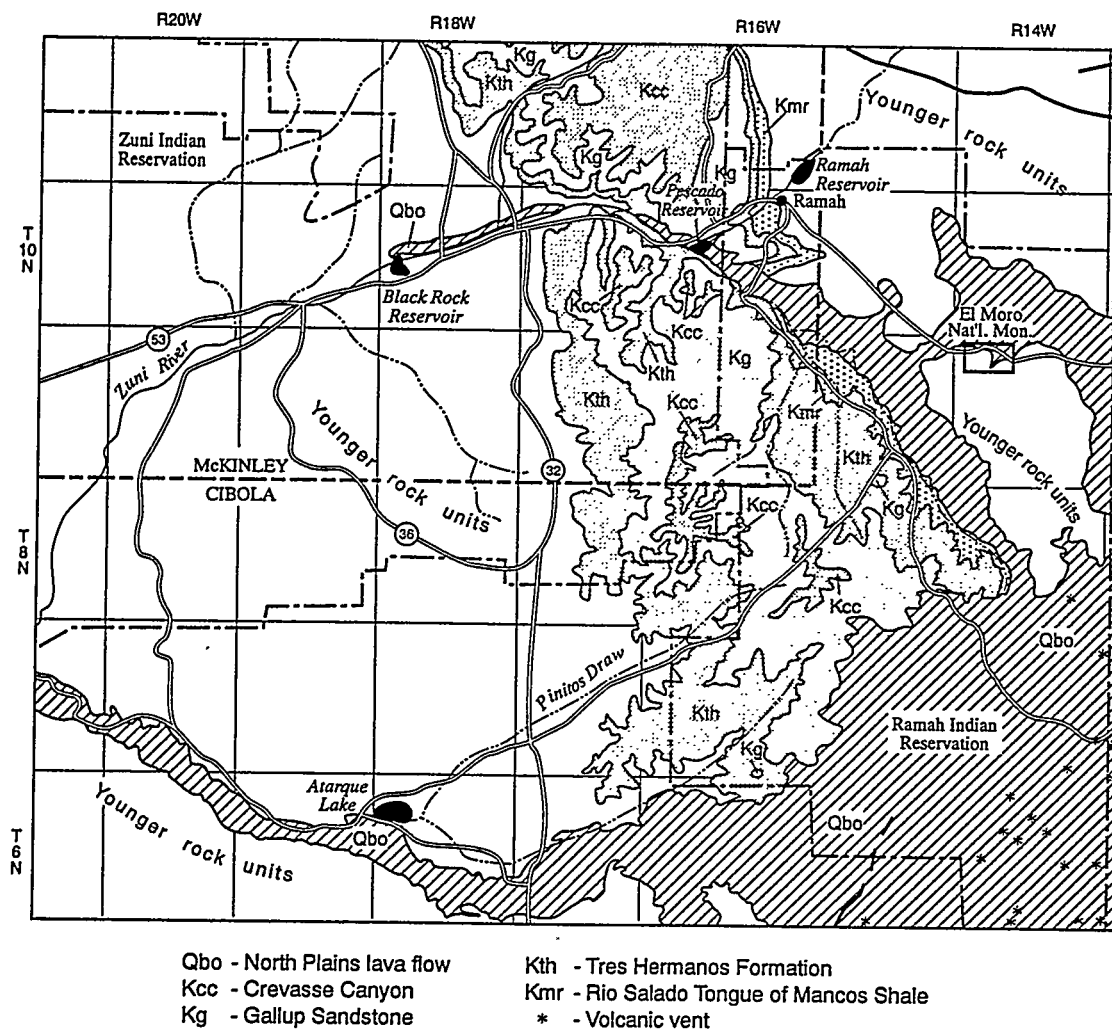 R20W
R18W
R16W
R14W
Kg
Kth
Kcc
Kmr
Younger rock units
Zuni Indian
Reservation
Kg
Kg
Ramah
Reservoir
Pescado
Reservoir
Ramah
Qbo
T
10
N
Black Rock
Reservoir
Kcc
El Moro
Nat'l. Mon.
53
Zuni River
Kcc
Kg
Kth
Kth
Kmr
Kcc
Younger
rock units
Younger rock units
McKINLEY
CIBOLA
32
Kth
Kg
Kcc
36
T
8
N
Kcc
Qbo
Pinitos Draw
Kth
Ramah Indian
Reservation
Kg
Atarque
Lake
Younger rock units
Qbo
Qbo
T
6
N
Qbo - North Plains lava flow
Kcc - Crevasse Canyon
Kg - Gallup Sandstone
Kth - Tres Hermanos Formation
Kmr - Rio Salado Tongue of Mancos Shale
* - Volcanic vent